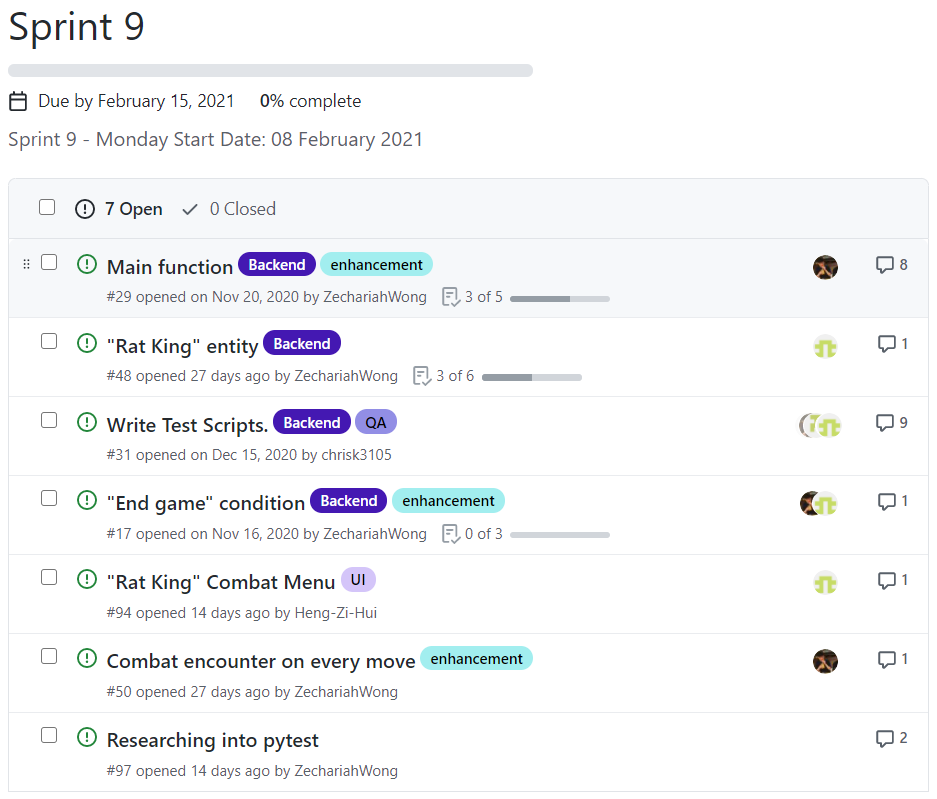 Sprint 9
Due by February 15, 2021 0% complete
Sprint 9 - Monday Start Date: 08 February 2021
7 Open 0 Closed
Main function Backend enhancement 8
#29 opened on Nov 20, 2020 by ZechariahWong 3 of 5
"Rat King" entity Backend 1
#48 opened 27 days ago by ZechariahWong 3 of 6
Write Test Scripts. Backend QA 9
#31 opened on Dec 15, 2020 by chrisk3105
"End game" condition Backend enhancement 1
#17 opened on Nov 16, 2020 by ZechariahWong 0 of 3
"Rat King" Combat Menu UI 1
#94 opened 14 days ago by Heng-Zi-Hui
Combat encounter on every move enhancement 1
#50 opened 27 days ago by ZechariahWong
Researching into pytest 2
#97 opened 14 days ago by ZechariahWong